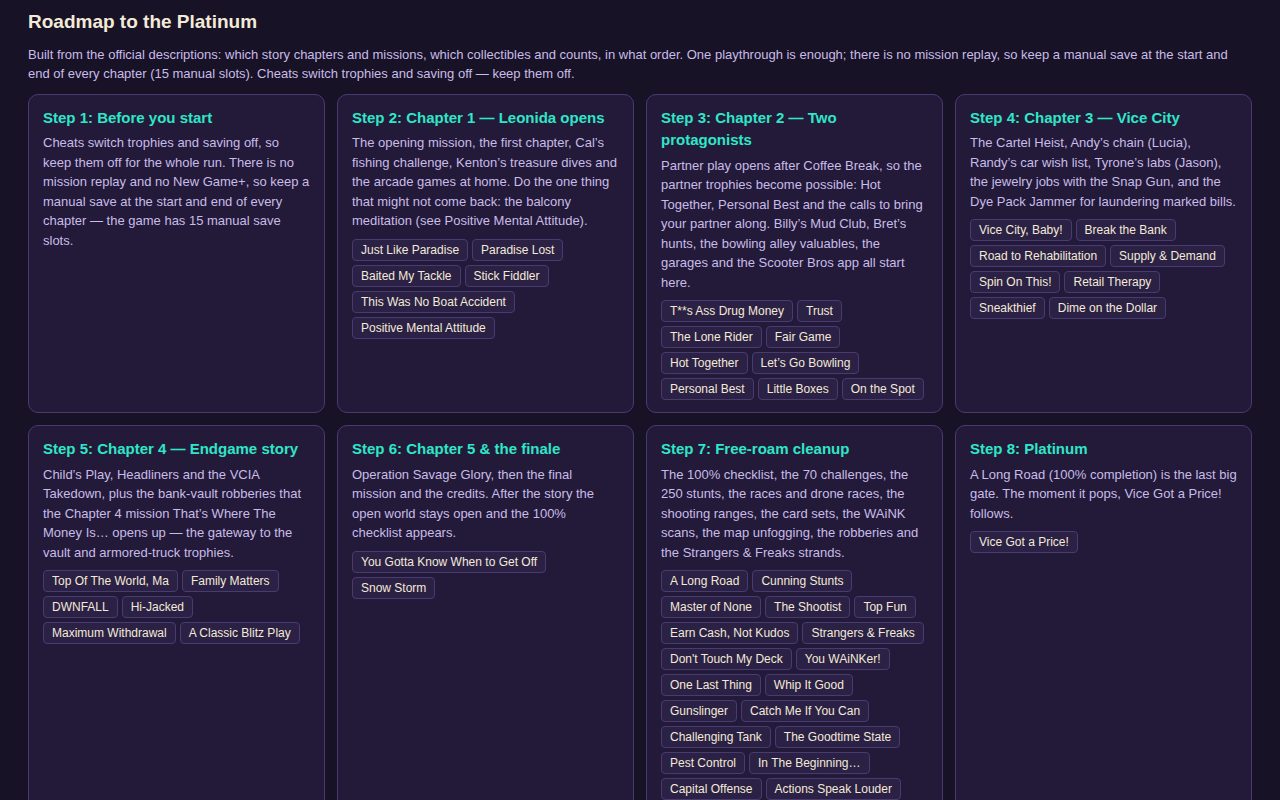 Roadmap to the Platinum
Built from the official descriptions: which story chapters and missions, which collectibles and counts, in what order. One playthrough is enough; there is no mission replay, so keep a manual save at the start and
end of every chapter (15 manual slots). Cheats switch trophies and saving off — keep them off.
Step 1: Before you start
Cheats switch trophies and saving off, so
keep them off for the whole run. There is no
mission replay and no New Game+, so keep a
manual save at the start and end of every
chapter — the game has 15 manual save
slots.
Step 2: Chapter 1 — Leonida opens
The opening mission, the first chapter, Cal's
fishing challenge, Kenton's treasure dives and
the arcade games at home. Do the one thing
that might not come back: the balcony
meditation (see Positive Mental Attitude).
Just Like Paradise Paradise Lost
Baited My Tackle Stick Fiddler
This Was No Boat Accident
Positive Mental Attitude
Step 3: Chapter 2 — Two
protagonists
Partner play opens after Coffee Break, so the
partner trophies become possible: Hot
Together, Personal Best and the calls to bring
your partner along. Billy's Mud Club, Bret's
hunts, the bowling alley valuables, the
garages and the Scooter Bros app all start
here.
T**s Ass Drug Money Trust
The Lone Rider Fair Game
Hot Together Let's Go Bowling
Personal Best Little Boxes On the Spot
Step 4: Chapter 3 — Vice City
The Cartel Heist, Andy's chain (Lucia),
Randy's car wish list, Tyrone's labs (Jason),
the jewelry jobs with the Snap Gun, and the
Dye Pack Jammer for laundering marked bills.
Vice City, Baby! Break the Bank
Road to Rehabilitation Supply & Demand
Spin On This! Retail Therapy
Sneakthief Dime on the Dollar
Step 5: Chapter 4 — Endgame story
Child's Play, Headliners and the VCIA
Takedown, plus the bank-vault robberies that
the Chapter 4 mission That's Where The
Money Is… opens up — the gateway to the
vault and armored-truck trophies.
Top Of The World, Ma Family Matters
DWNFALL Hi-Jacked
Maximum Withdrawal A Classic Blitz Play
Step 6: Chapter 5 & the finale
Operation Savage Glory, then the final
mission and the credits. After the story the
open world stays open and the 100%
checklist appears.
You Gotta Know When to Get Off
Snow Storm
Step 7: Free-roam cleanup
The 100% checklist, the 70 challenges, the
250 stunts, the races and drone races, the
shooting ranges, the card sets, the WAiNK
scans, the map unfogging, the robberies and
the Strangers & Freaks strands.
A Long Road Cunning Stunts
Master of None The Shootist Top Fun
Earn Cash, Not Kudos Strangers & Freaks
Don't Touch My Deck You WAiNKer!
One Last Thing Whip It Good
Gunslinger Catch Me If You Can
Challenging Tank The Goodtime State
Pest Control In The Beginning…
Capital Offense Actions Speak Louder
Step 8: Platinum
A Long Road (100% completion) is the last big
gate. The moment it pops, Vice Got a Price!
follows.
Vice Got a Price!